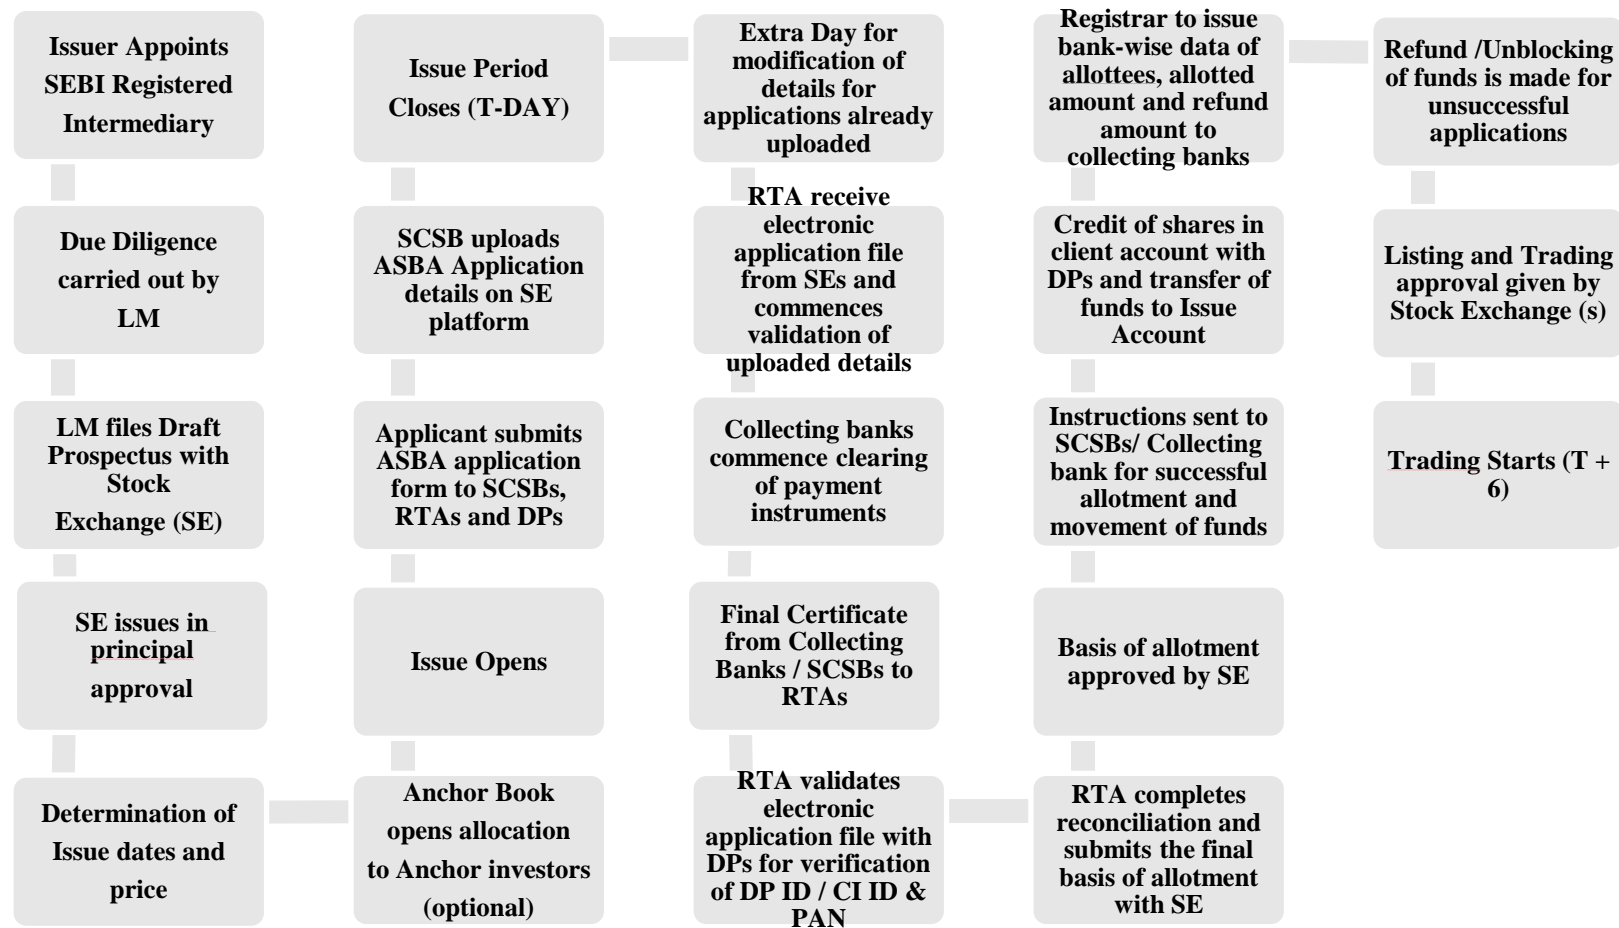 Issuer Appoints
SEBI Registered
Intermediary
Due Diligence
carried out by
LM
LM files Draft
Prospectus with
Stock
Exchange (SE)
SE issues in
principal
approval
Determination of
Issue dates and
price
Anchor Book
opens allocation
to Anchor investors
(optional)
Issue Opens
Applicant submits
ASBA application
form to SCSBs,
RTAs and DPs
SCSB uploads
ASBA Application
details on SE
platform
Issue Period
Closes (T-DAY)
Extra Day for
modification of
details for
applications already
uploaded
RTA receive
electronic
application file
from SEs and
commences
validation of
uploaded details
Collecting banks
commence clearing
of payment
instruments
Final Certificate
from Collecting
Banks / SCSBs to
RTAs
RTA validates
electronic
application file with
DPs for verification
of DP ID / CI ID &
PAN
RTA completes
reconciliation and
submits the final
basis of allotment
with SE
Basis of allotment
approved by SE
Instructions sent to
SCSBs/ Collecting
bank for successful
allotment and
movement of funds
Credit of shares in
client account with
DPs and transfer of
funds to Issue
Account
Registrar to issue
bank-wise data of
allottees, allotted
amount and refund
amount to
collecting banks
Refund /Unblocking
of funds is made for
unsuccessful
applications
Listing and Trading
approval given by
Stock Exchange (s)
Trading Starts (T +
6)